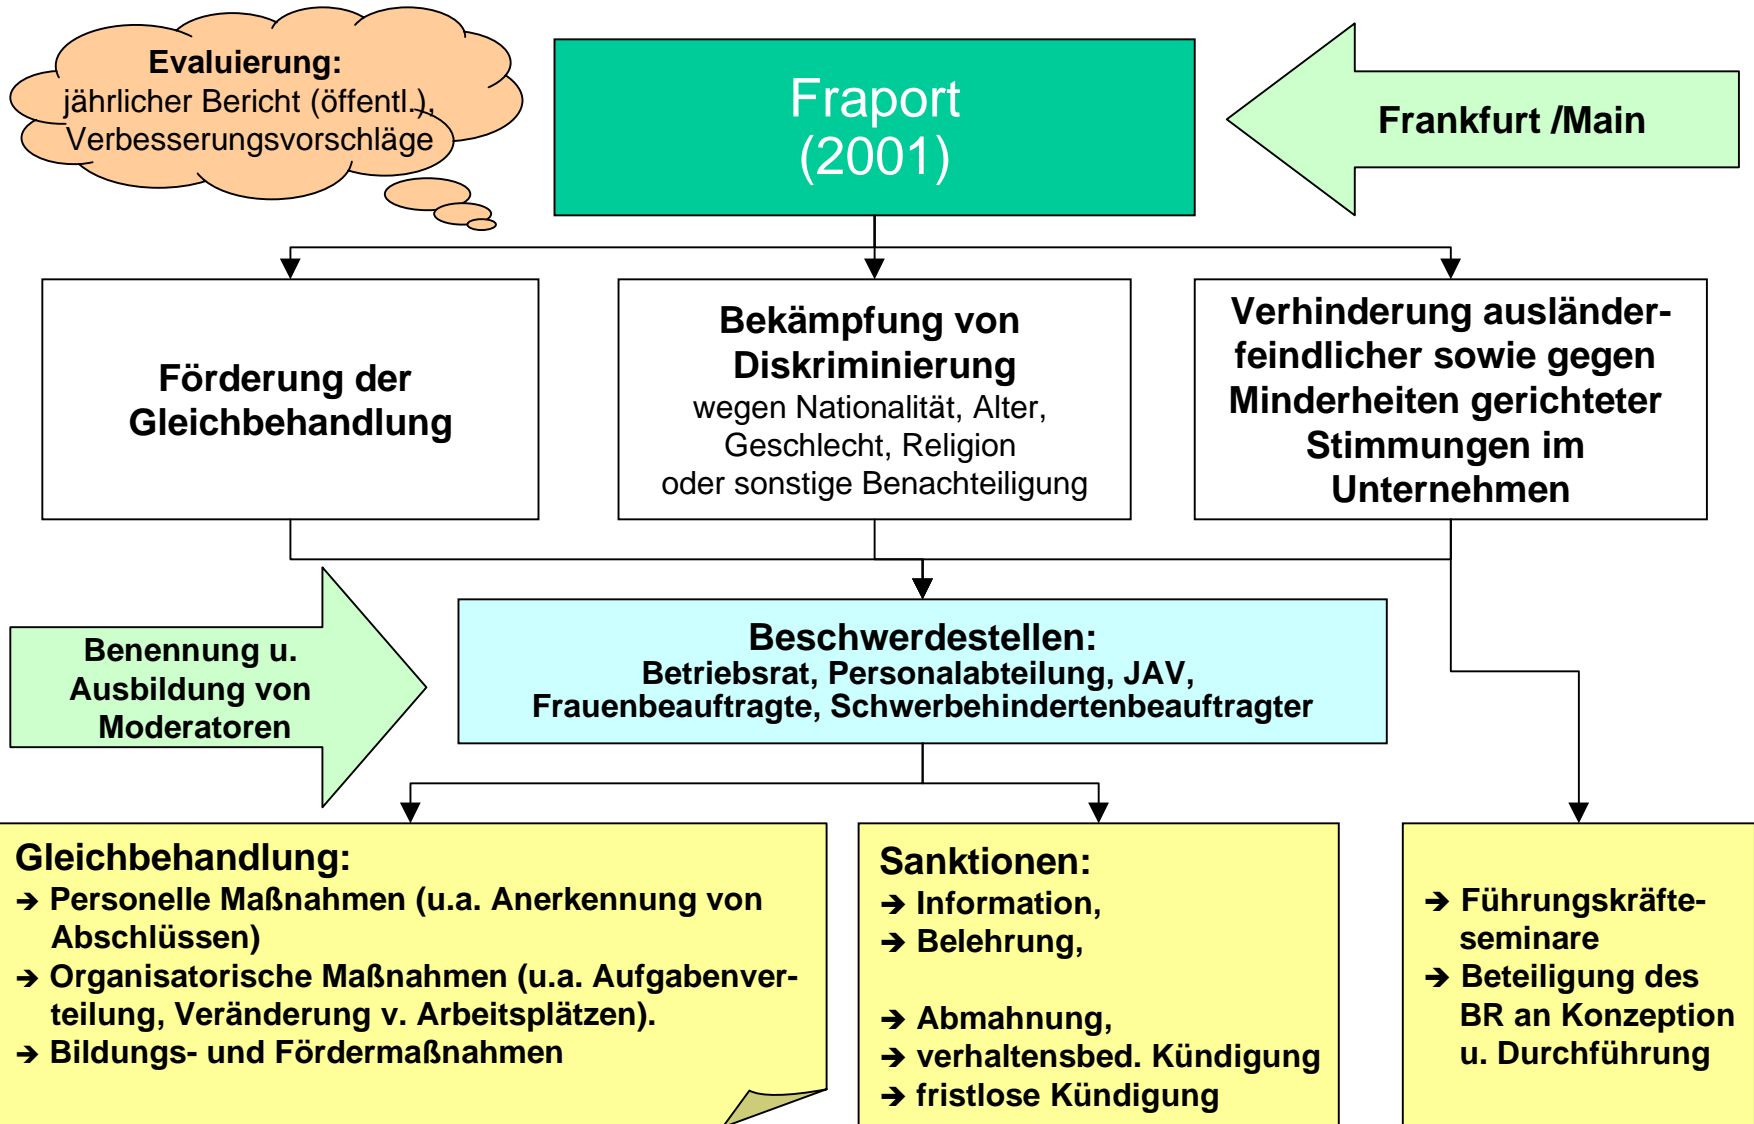 Evaluierung:
jährlicher Bericht (öffentl.),
Verbesserungsvorschläge
Fraport
(2001)
Frankfurt /Main
Förderung der
Gleichbehandlung
Bekämpfung von
Diskriminierung
wegen Nationalität, Alter,
Geschlecht, Religion
oder sonstige Benachteiligung
Verhinderung ausländer-
feindlicher sowie gegen
Minderheiten gerichteter
Stimmungen im
Unternehmen
Benennung u.
Ausbildung von
Moderatoren
Beschwerdestellen:
Betriebsrat, Personalabteilung, JAV,
Frauenbeauftragte, Schwerbehindertenbeauftragter
Gleichbehandlung:
➔ Personelle Maßnahmen (u.a. Anerkennung von
Abschlüssen)
➔ Organisatorische Maßnahmen (u.a. Aufgabenver-
teilung, Veränderung v. Arbeitsplätzen).
➔ Bildungs- und Fördermaßnahmen
Sanktionen:
➔ Information,
➔ Belehrung,
➔ Abmahnung,
➔ verhaltensbed. Kündigung
➔ fristlose Kündigung
➔ Führungskräfte-
seminare
➔ Beteiligung des
BR an Konzeption
u. Durchführung